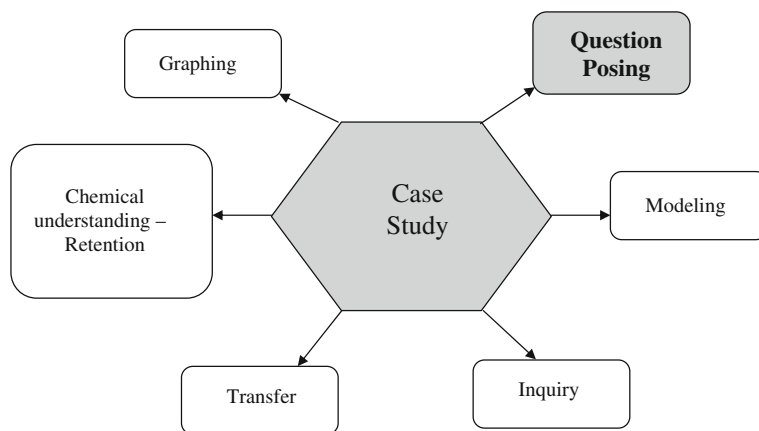 Graphing
Question
Posing
Chemical
understanding –
Retention
Case
Study
Modeling
Transfer
Inquiry